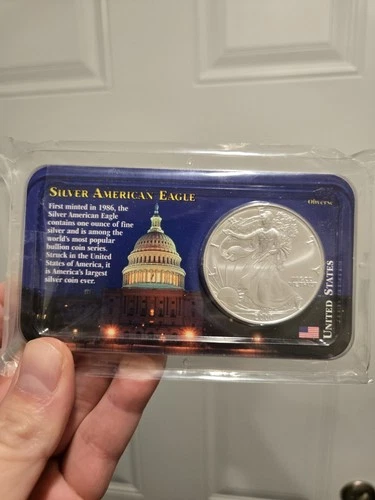 SILVER AMERICAN EAGLE
First minted in 1986, the
Silver American Eagle
contains one ounce of fine
silver and is among the
world's most popular
bullion coin series.
Struck in the United
States of America, it
is America's largest
silver coin ever.
Obverse
UNITED STATES